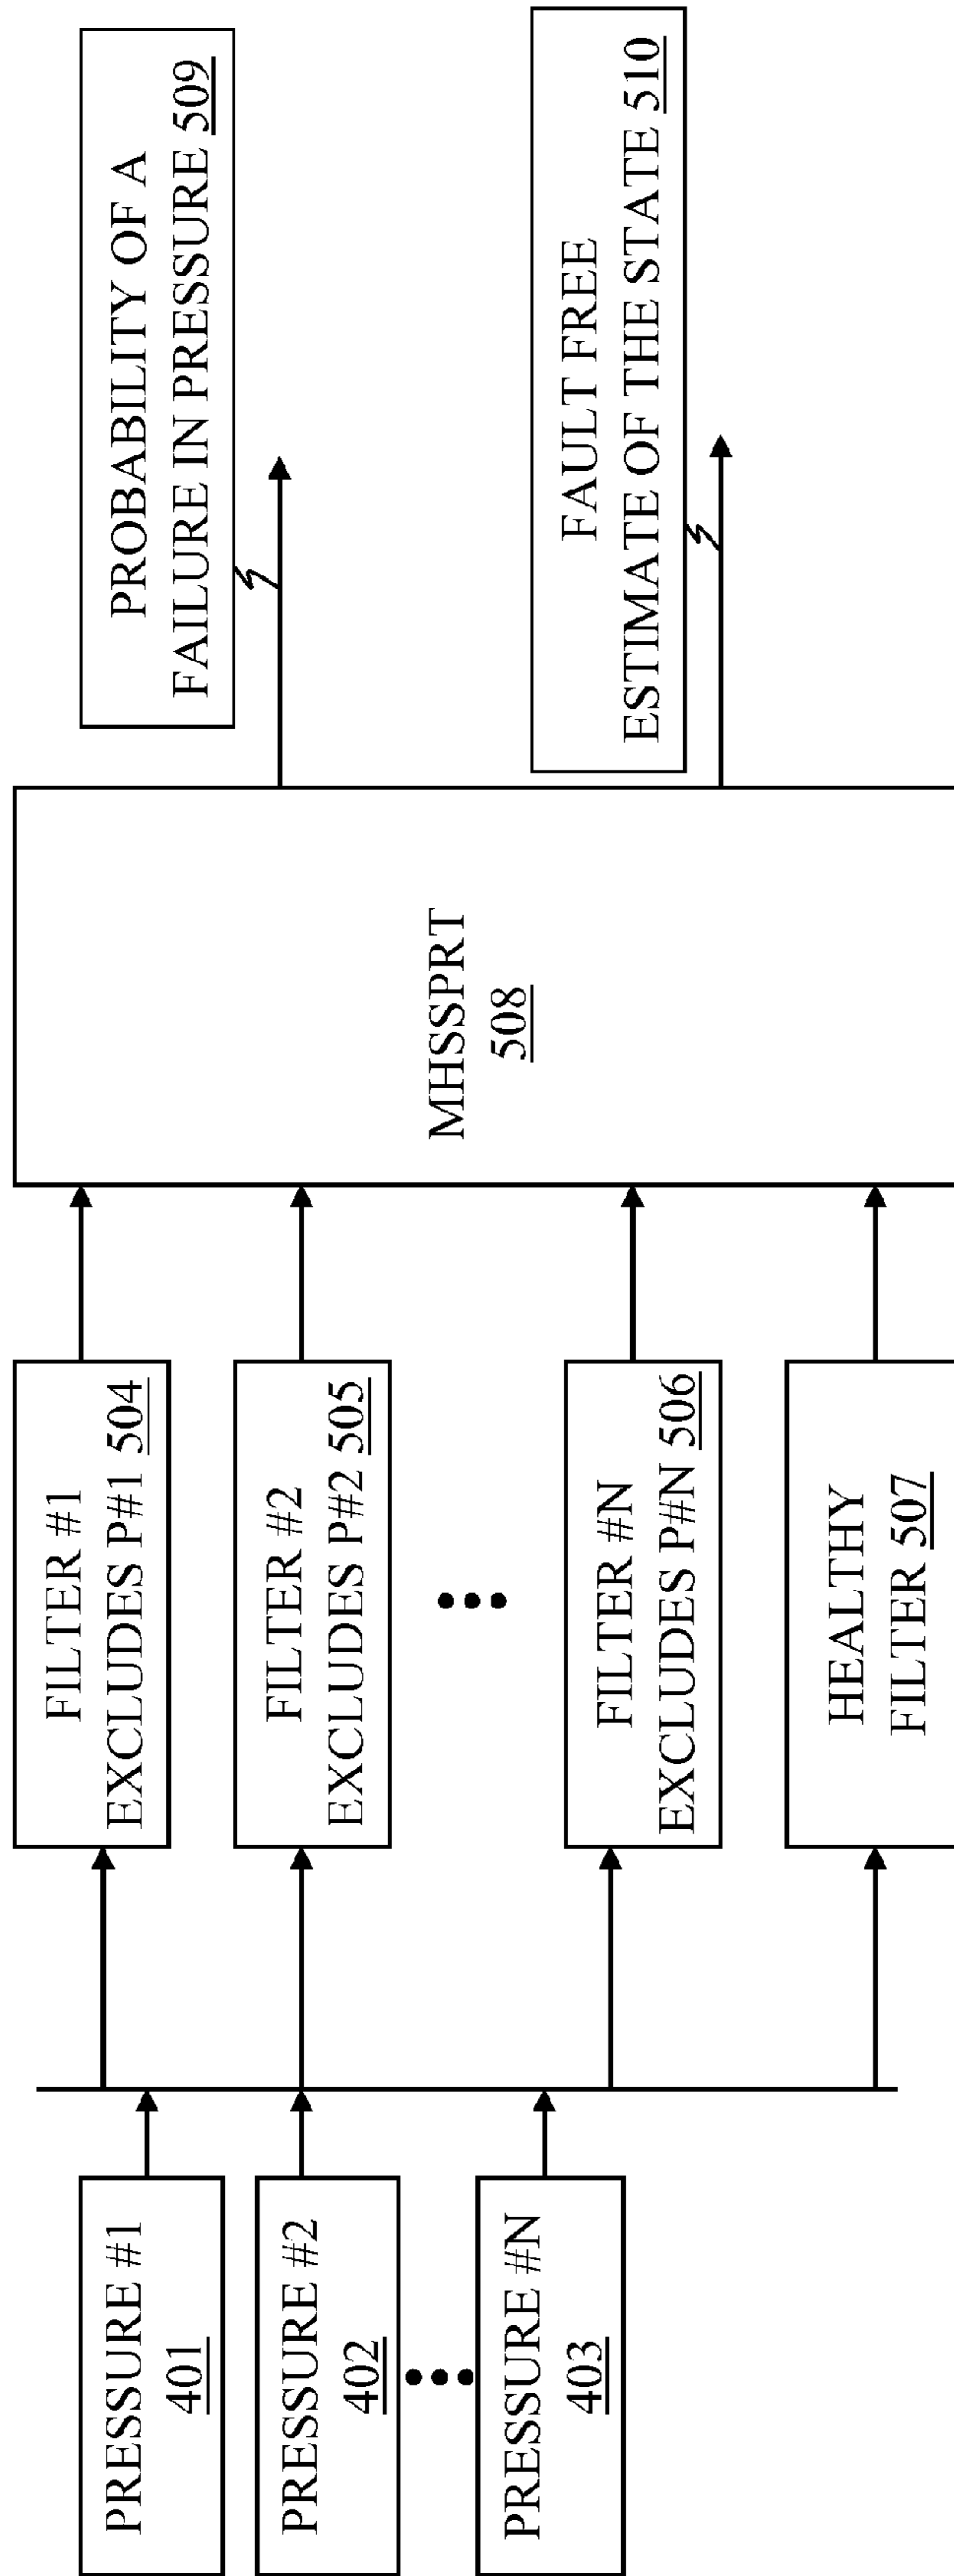 PRESSURE #1
401
PRESSURE #2
402
PRESSURE #N
403
FILTER #1
EXCLUDES P#1 504
FILTER #2
EXCLUDES P#2 505
FILTER #N
EXCLUDES P#N 506
HEALTHY
FILTER 507
MHSSPRT
508
PROBABILITY OF A
FAILURE IN PRESSURE 509
FAULT FREE
ESTIMATE OF THE STATE 510